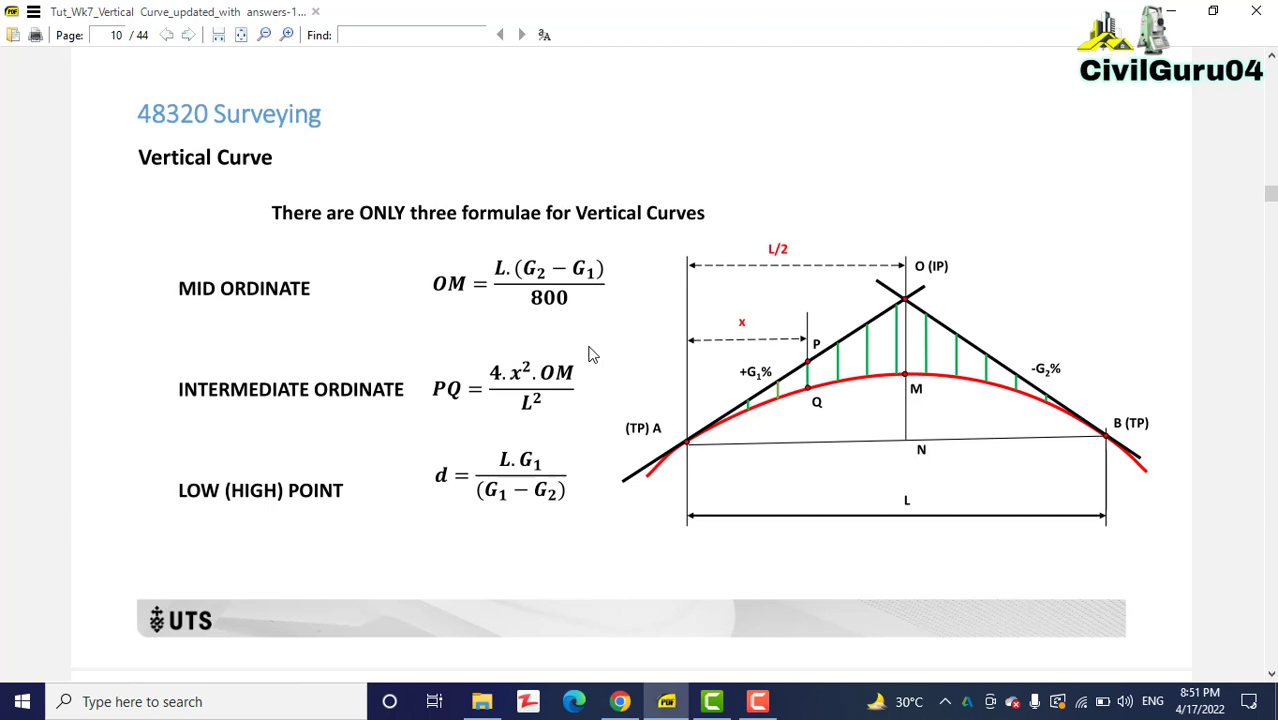 Tut_Wk7_Vertical Curve_updated_with answers-1...
Page: 10 / 44 Find:
CivilGuru04
48320 Surveying
Vertical Curve
There are ONLY three formulae for Vertical Curves
MID ORDINATE OM = L.(G₂ − G₁) / 800
INTERMEDIATE ORDINATE PQ = 4.x².OM / L²
LOW (HIGH) POINT d = L.G₁ / (G₁ − G₂)
L/2
O (IP)
x
P
+G₁%
-G₂%
Q
M
(TP) A
B (TP)
N
L
UTS
Type here to search
30°C
ENG
8:51 PM
4/17/2022